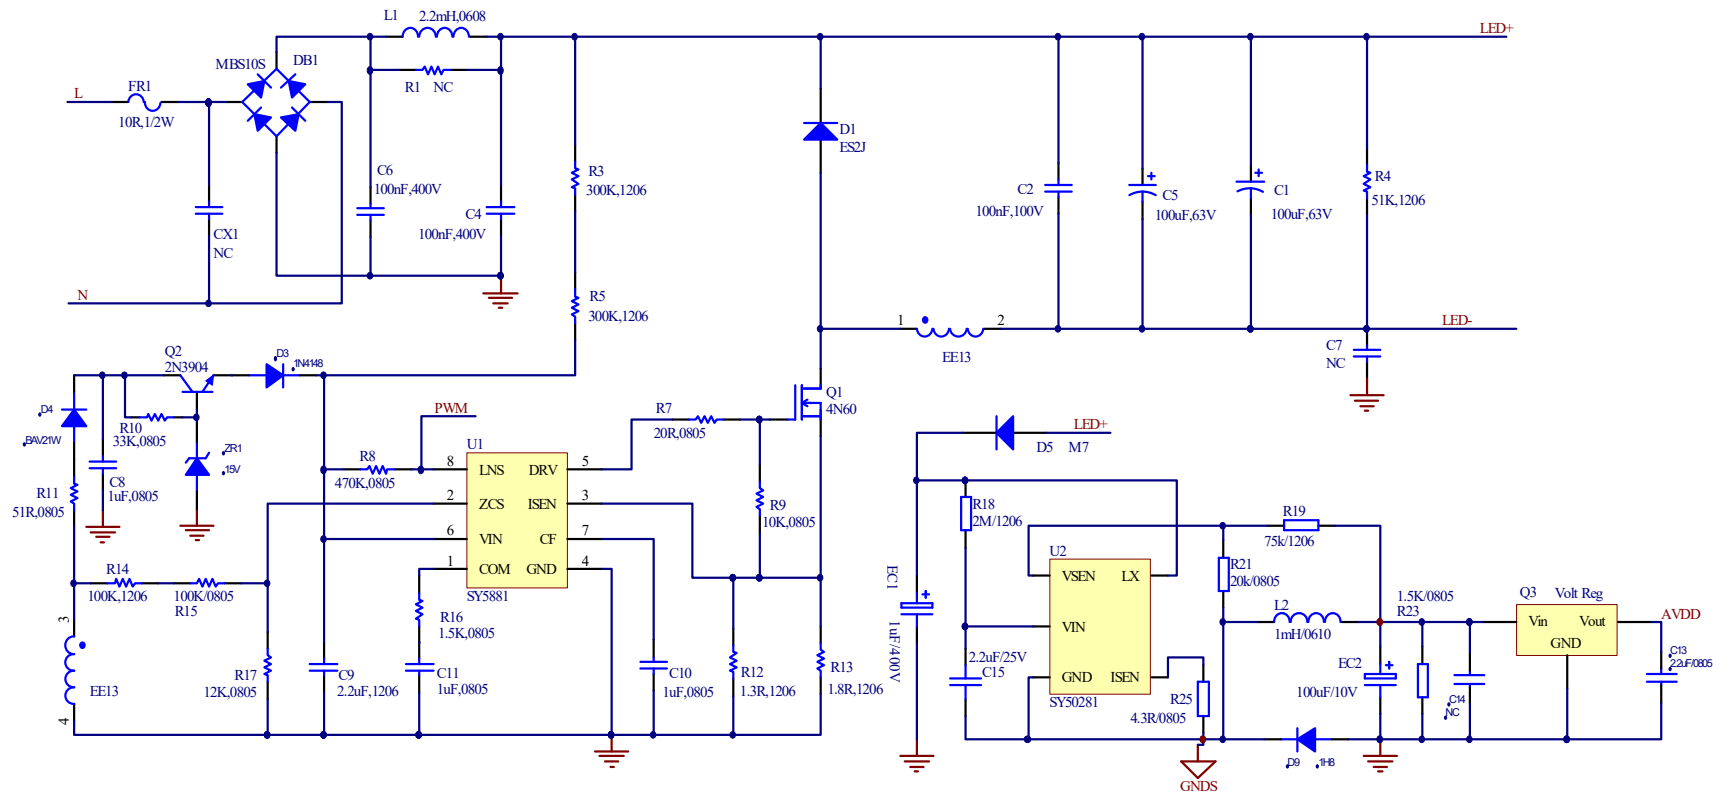 L1
2.2mH,0608
LED+
MBS10S
DB1
R1
NC
L
FR1
10R,1/2W
D1
ES2J
C6
100nF,400V
R3
300K,1206
C2
100nF,100V
C5
100uF,63V
C1
100uF,63V
R4
51K,1206
C4
100nF,400V
CX1
NC
N
R5
300K,1206
1
2
EE13
LED-
C7
NC
Q2
2N3904
D3
1N4148
Q1
4N60
D4
BAV21W
R10
33K,0805
PWM
R7
20R,0805
LED+
D5
M7
ZR1
15V
C8
1uF,0805
R11
51R,0805
R8
470K,0805
U1
8
LNS
DRV
5
2
ZCS
ISEN
3
6
VIN
CF
7
1
COM
GND
4
SY5881
R9
10K,0805
R18
2M/1206
R19
75k/1206
U2
VSEN
LX
VIN
GND
ISEN
SY50281
R21
20k/0805
R14
100K,1206
100K/0805
R15
EC1
1uF/400V
L2
1mH/0610
1.5K/0805
R23
Q3
Volt Reg
Vin
Vout
GND
AVDD
3
R16
1.5K,0805
EE13
4
R17
12K,0805
C9
2.2uF,1206
C11
1uF,0805
C10
1uF,0805
R12
1.3R,1206
R13
1.8R,1206
2.2uF/25V
C15
R25
4.3R/0805
EC2
100uF/10V
C14
NC
C13
2.2uF/0805
D9
1H8
GNDS